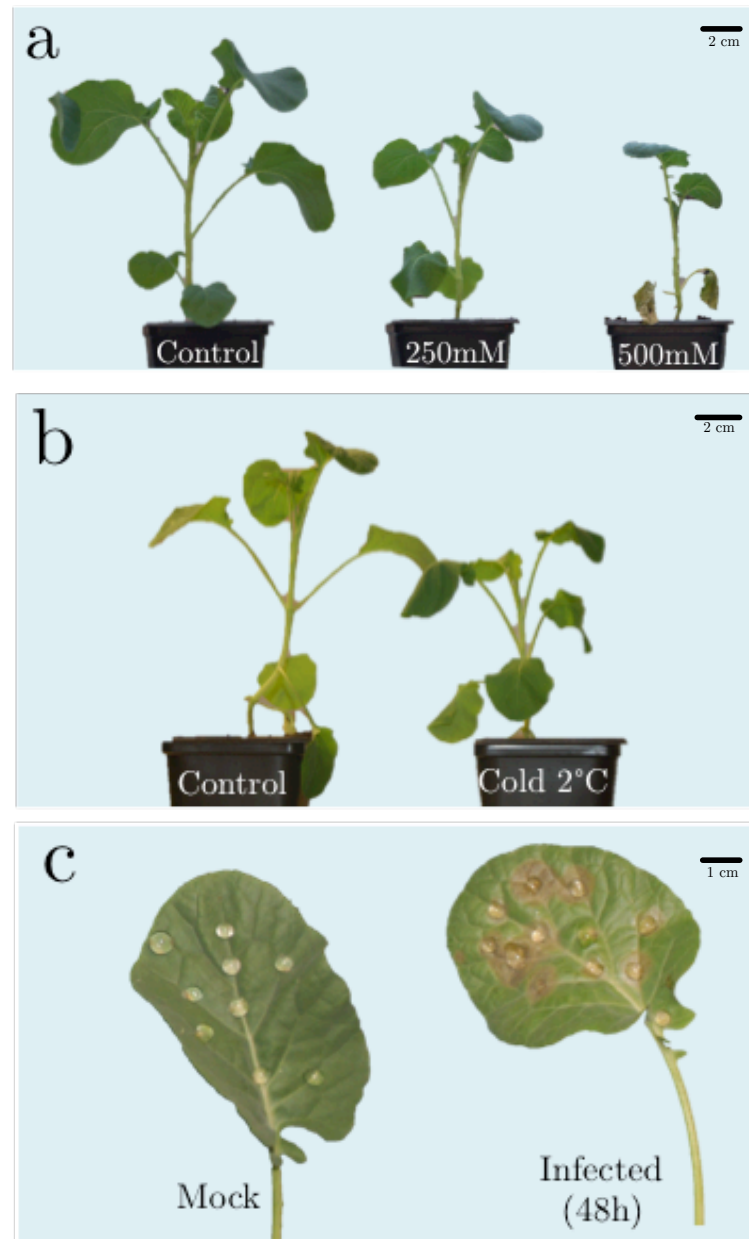 a
2 cm
Control
250mM
500mM
b
2 cm
Control
Cold 2°C
c
1 cm
Mock
Infected
(48h)